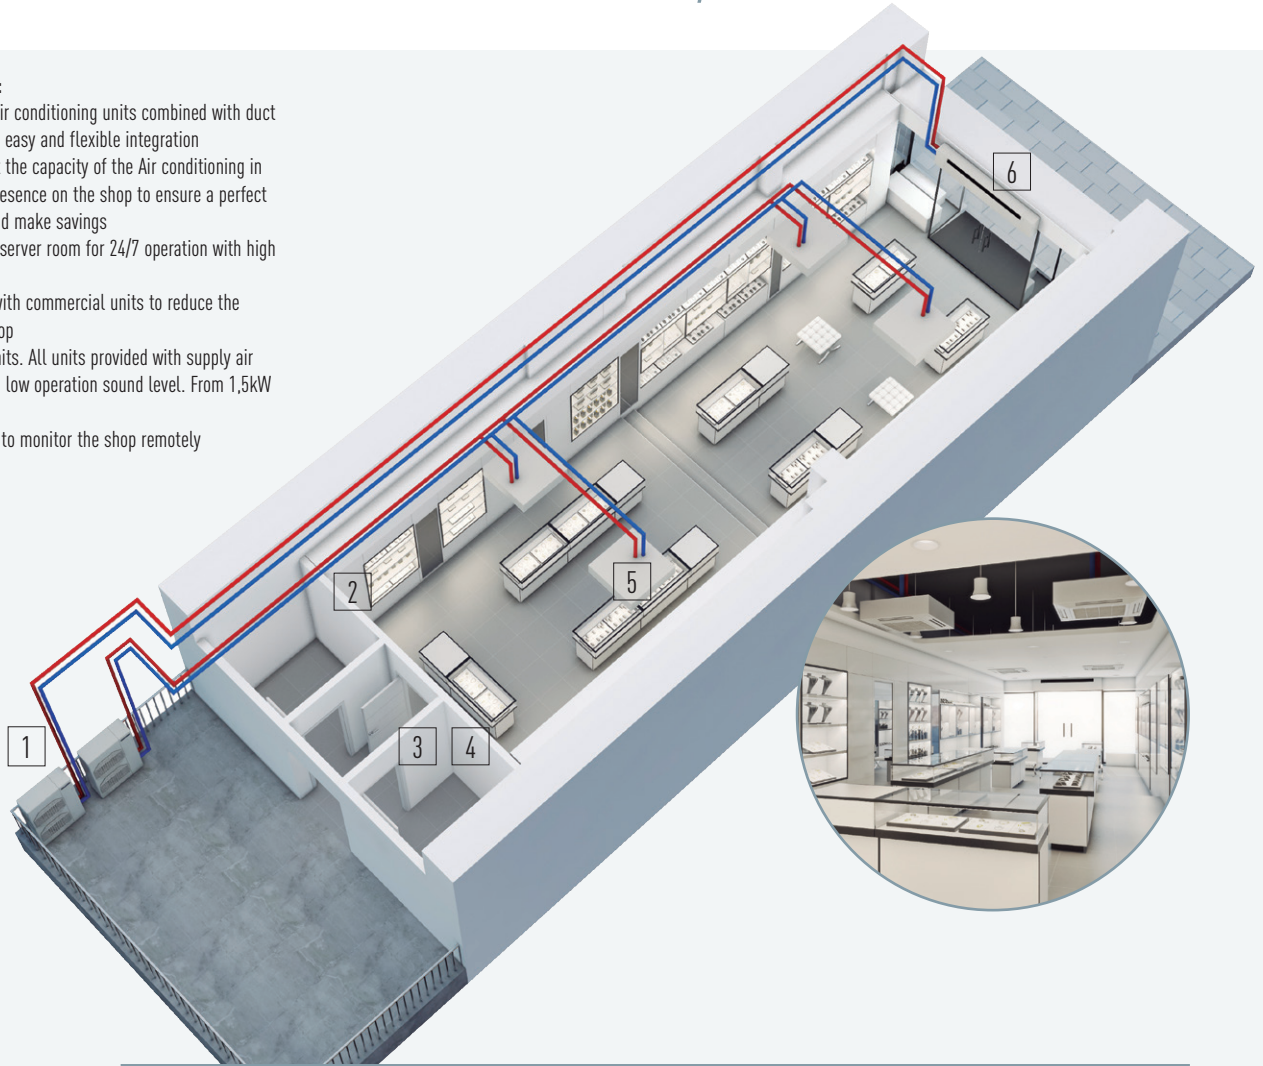 :
ir conditioning units combined with duct
easy and flexible integration
the capacity of the Air conditioning in
esence on the shop to ensure a perfect
d make savings
server room for 24/7 operation with high
with commercial units to reduce the
op
nits. All units provided with supply air
low operation sound level. From 1,5kW
to monitor the shop remotely
6
2
5
1
3
4